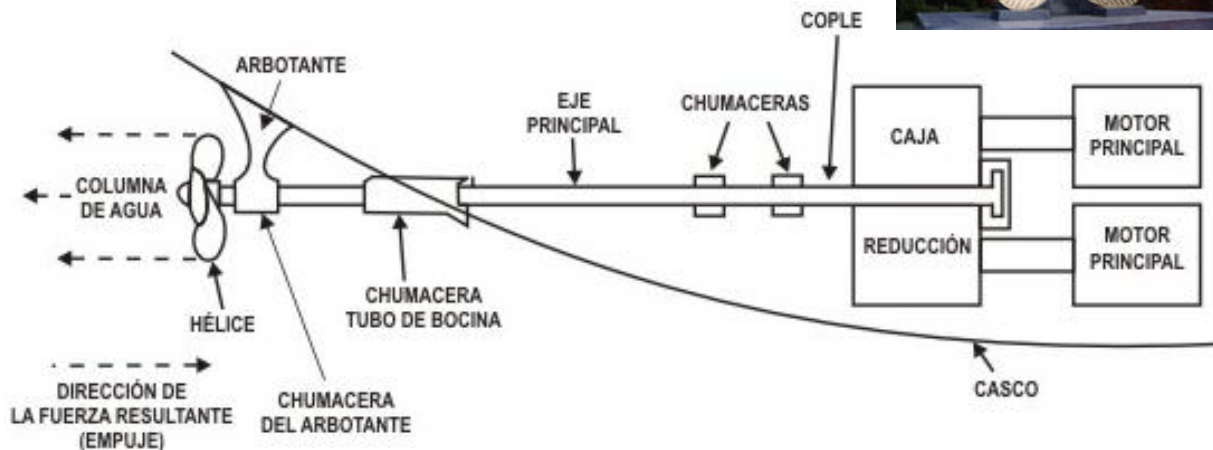 COPLE
ARBOTANTE
EJE
PRINCIPAL
CHUMACERAS
CAJA
MOTOR
PRINCIPAL
COLUMNA
DE AGUA
REDUCCIÓN
MOTOR
PRINCIPAL
HÉLICE
CHUMACERA
TUBO DE BOCINA
DIRECCIÓN DE
LA FUERZA RESULTANTE
(EMPUJE)
CHUMACERA
DEL ARBOTANTE
CASCO